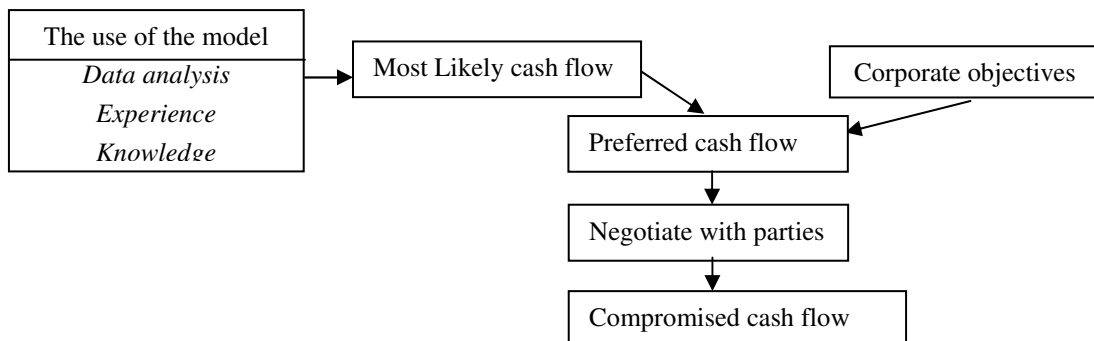 The use of the model
Data analysis
Experience
Knowledge
Most Likely cash flow
Corporate objectives
Preferred cash flow
Negotiate with parties
Compromised cash flow